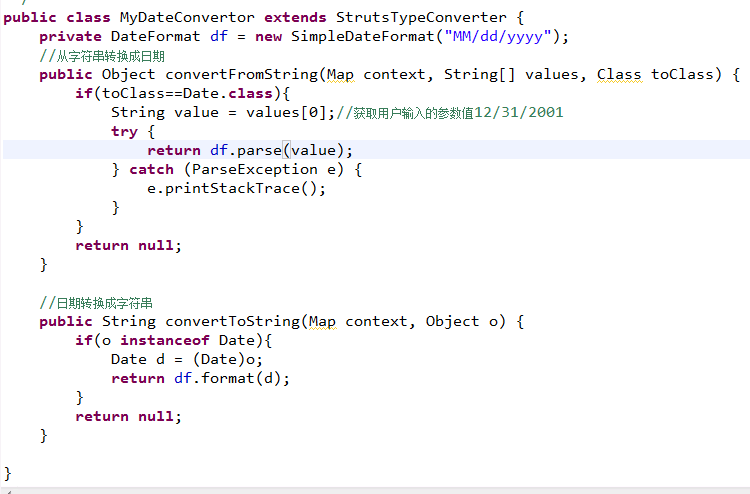 public class MyDateConvertor extends StrutsTypeConverter {
    private DateFormat df = new SimpleDateFormat("MM/dd/yyyy");
    //从字符串转换成日期
    public Object convertFromString(Map context, String[] values, Class toClass) {
        if(toClass==Date.class){
            String value = values[0];//获取用户输入的参数值12/31/2001
            try {
                return df.parse(value);
            } catch (ParseException e) {
                e.printStackTrace();
            }
        }
        return null;
    }

    //日期转换成字符串
    public String convertToString(Map context, Object o) {
        if(o instanceof Date){
            Date d = (Date)o;
            return df.format(d);
        }
        return null;
    }

}